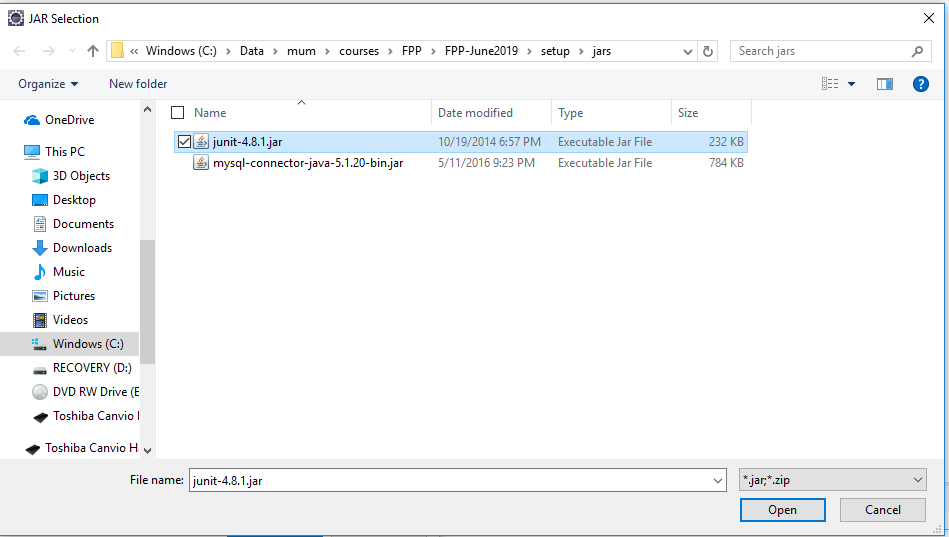 JAR Selection
« Windows (C:) > Data > mum > courses > FPP > FPP-June2019 > setup > jars
Search jars
Organize New folder
Name Date modified Type Size
junit-4.8.1.jar 10/19/2014 6:57 PM Executable Jar File 232 KB
mysql-connector-java-5.1.20-bin.jar 5/11/2016 9:23 PM Executable Jar File 784 KB
OneDrive
This PC
3D Objects
Desktop
Documents
Downloads
Music
Pictures
Videos
Windows (C:)
RECOVERY (D:)
DVD RW Drive (E
Toshiba Canvio
Toshiba Canvio H
File name: junit-4.8.1.jar *.jar;*.zip
Open Cancel